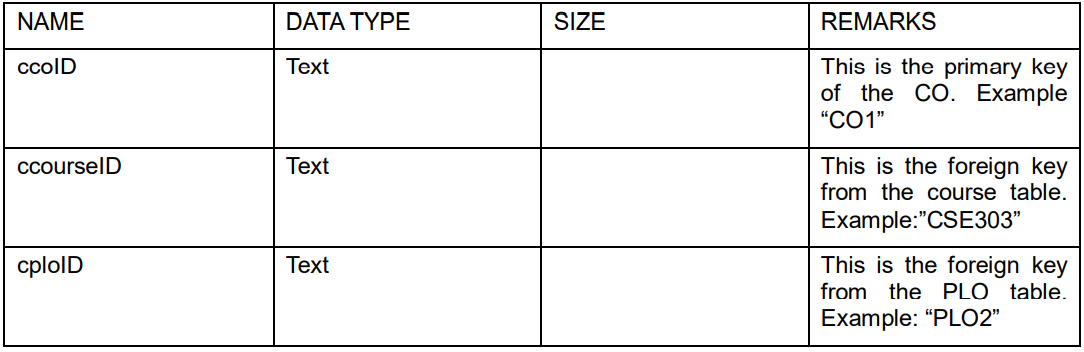 NAME DATA TYPE SIZE REMARKS
ccoID Text This is the primary key
of the CO. Example
“CO1”
ccourseID Text This is the foreign key
from the course table.
Example:”CSE303”
cploID Text This is the foreign key
from the PLO table.
Example: “PLO2”